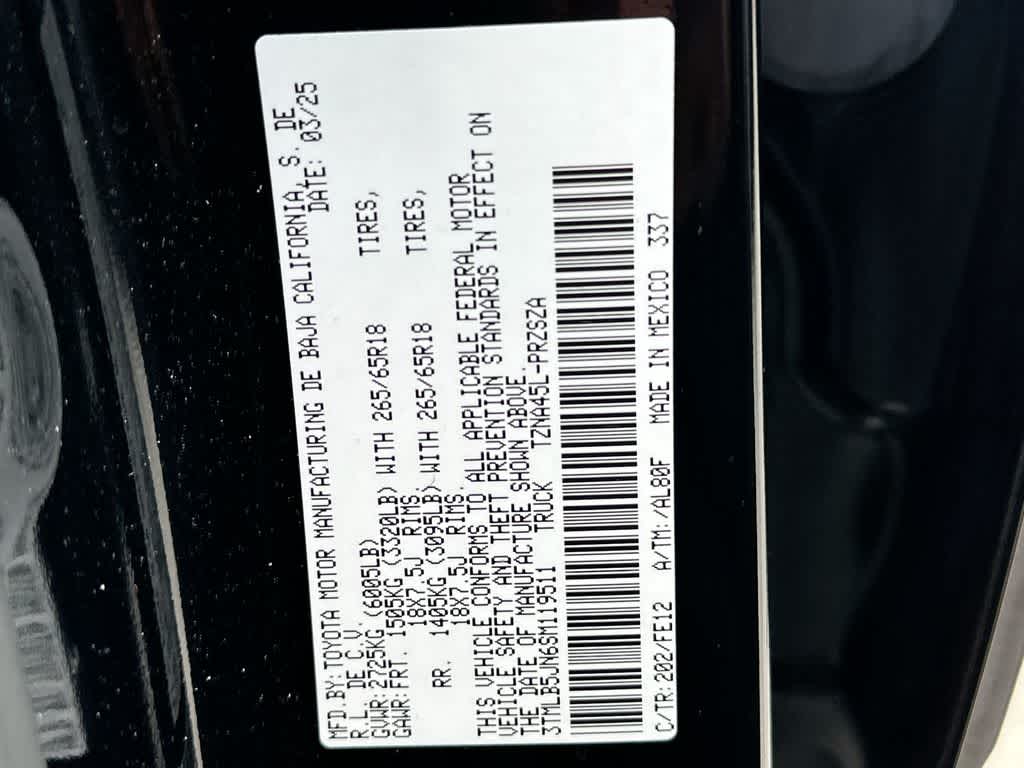 MFD.BY:TOYOTA MOTOR MANUFACTURING DE BAJA CALIFORNIA, S. DE
R.L. DE C.V. DATE: 03/25
GVWR:2725KG (6005LB)
GAWR:FRT. 1505KG (3320LB) WITH 265/65R18 TIRES,
18X7.5J RIMS.
RR. 1405KG (3095LB) WITH 265/65R18 TIRES,
18X7.5J RIMS.
THIS VEHICLE CONFORMS TO ALL APPLICABLE FEDERAL MOTOR
VEHICLE SAFETY AND THEFT PREVENTION STANDARDS IN EFFECT ON
THE DATE OF MANUFACTURE SHOWN ABOVE.
3TMLB5JN6SM119511 TRUCK TZNA45L-PRZSZA
C/TR:202/FE12 A/TM:/AL80F MADE IN MEXICO 337